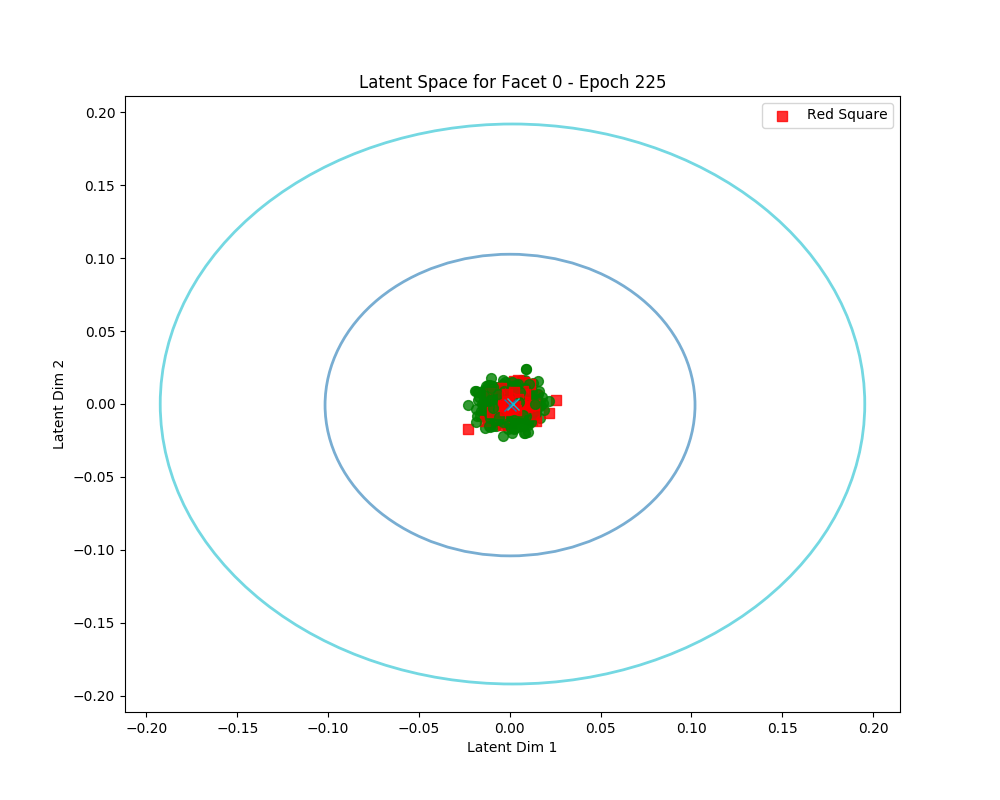 Latent Space for Facet 0 - Epoch 225
Red Square
0.20
0.15
0.10
0.05
0.00
−0.05
−0.10
−0.15
−0.20
Latent Dim 2
−0.20 −0.15 −0.10 −0.05 0.00 0.05 0.10 0.15 0.20
Latent Dim 1